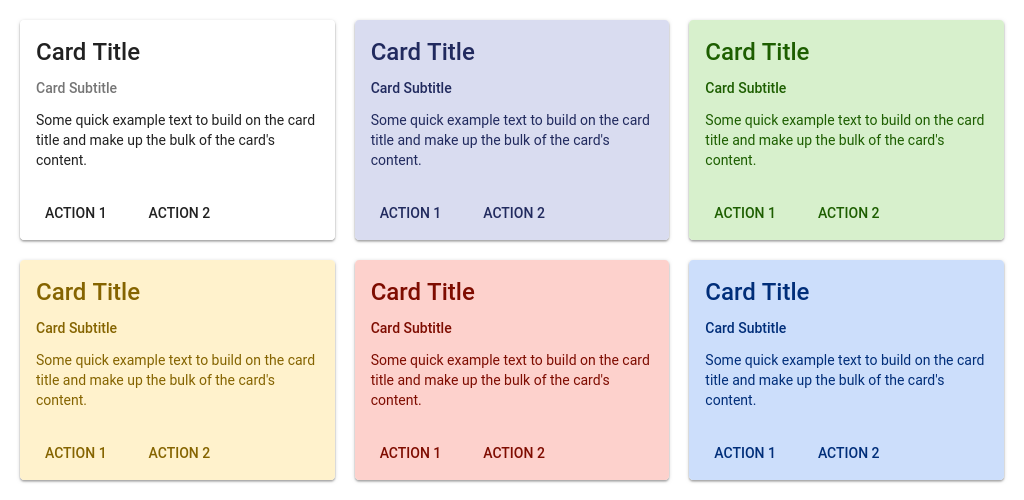 Card Title
Card Subtitle
Some quick example text to build on the card
title and make up the bulk of the card's
content.
ACTION 1 ACTION 2
Card Title
Card Subtitle
Some quick example text to build on the card
title and make up the bulk of the card's
content.
ACTION 1 ACTION 2
Card Title
Card Subtitle
Some quick example text to build on the card
title and make up the bulk of the card's
content.
ACTION 1 ACTION 2
Card Title
Card Subtitle
Some quick example text to build on the card
title and make up the bulk of the card's
content.
ACTION 1 ACTION 2
Card Title
Card Subtitle
Some quick example text to build on the card
title and make up the bulk of the card's
content.
ACTION 1 ACTION 2
Card Title
Card Subtitle
Some quick example text to build on the card
title and make up the bulk of the card's
content.
ACTION 1 ACTION 2